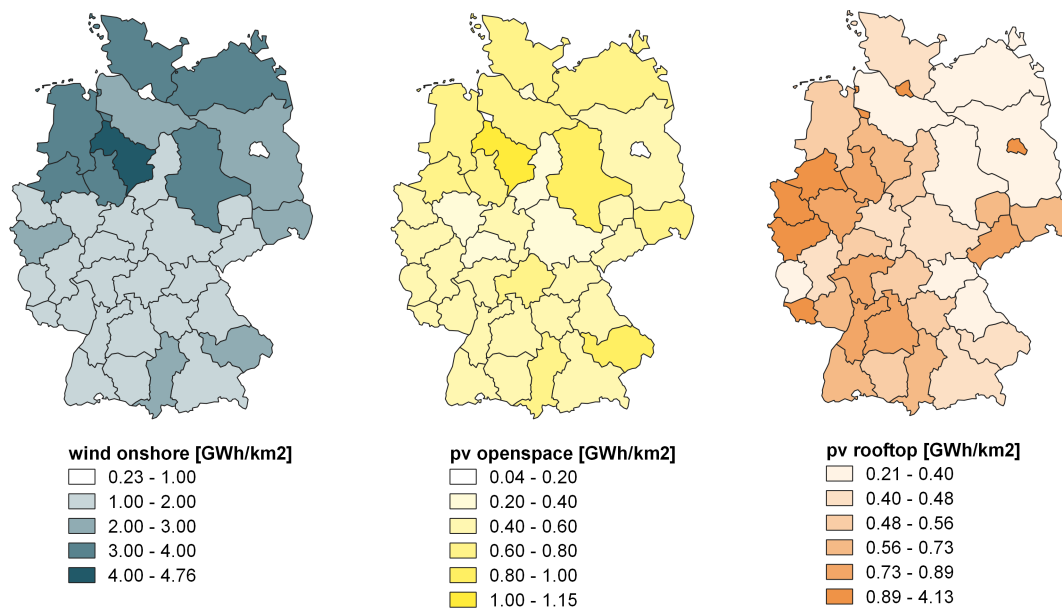 wind onshore [GWh/km2]
0.23 - 1.00
1.00 - 2.00
2.00 - 3.00
3.00 - 4.00
4.00 - 4.76
pv openspace [GWh/km2]
0.04 - 0.20
0.20 - 0.40
0.40 - 0.60
0.60 - 0.80
0.80 - 1.00
1.00 - 1.15
pv rooftop [GWh/km2]
0.21 - 0.40
0.40 - 0.48
0.48 - 0.56
0.56 - 0.73
0.73 - 0.89
0.89 - 4.13